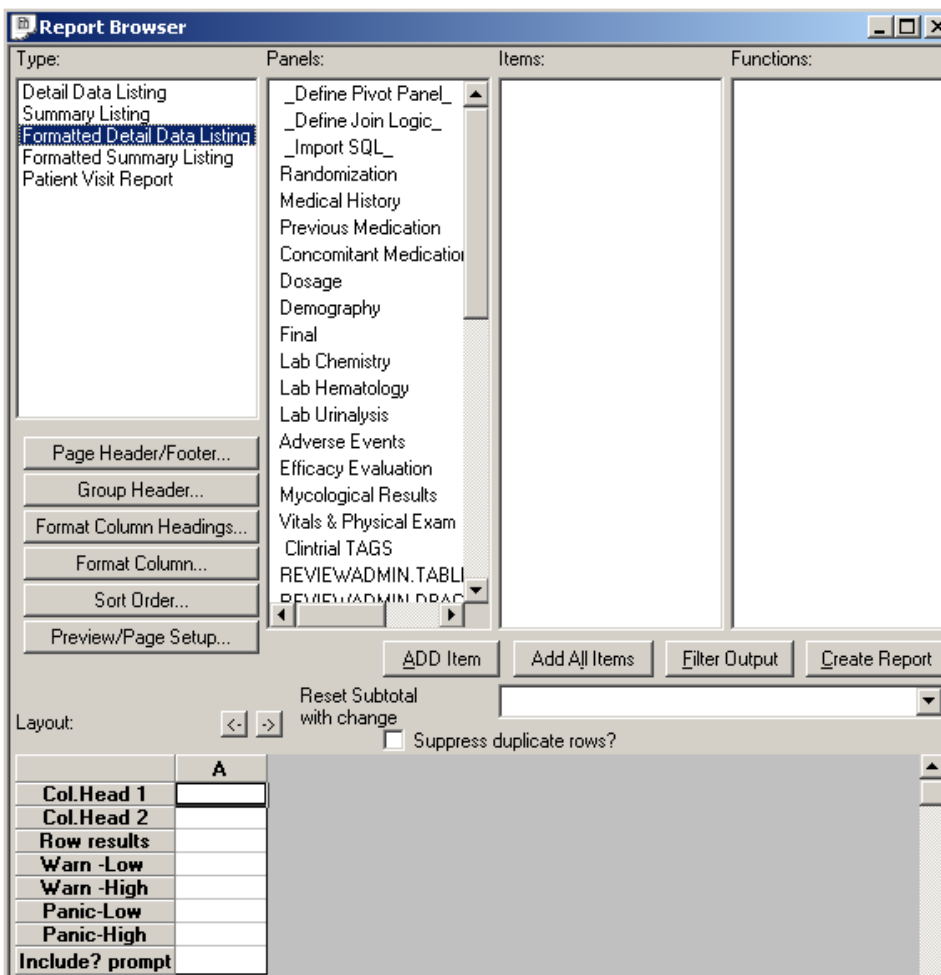 Report Browser
Type:
Panels:
Items:
Functions:
Detail Data Listing
Summary Listing
Formatted Detail Data Listing
Formatted Summary Listing
Patient Visit Report
_Define Pivot Panel_
_Define Join Logic_
_Import SQL_
Randomization
Medical History
Previous Medication
Concomitant Medication
Dosage
Demography
Final
Lab Chemistry
Lab Hematology
Lab Urinalysis
Adverse Events
Efficacy Evaluation
Mycological Results
Vitals & Physical Exam
Clintrial TAGS
REVIEWADMIN.TABL
Page Header/Footer...
Group Header...
Format Column Headings...
Format Column...
Sort Order...
Preview/Page Setup...
ADD Item
Add All Items
Filter Output
Create Report
Layout:
<-
->
Reset Subtotal
with change
Suppress duplicate rows?
A
Col.Head 1
Col.Head 2
Row results
Warn -Low
Warn -High
Panic-Low
Panic-High
Include? prompt